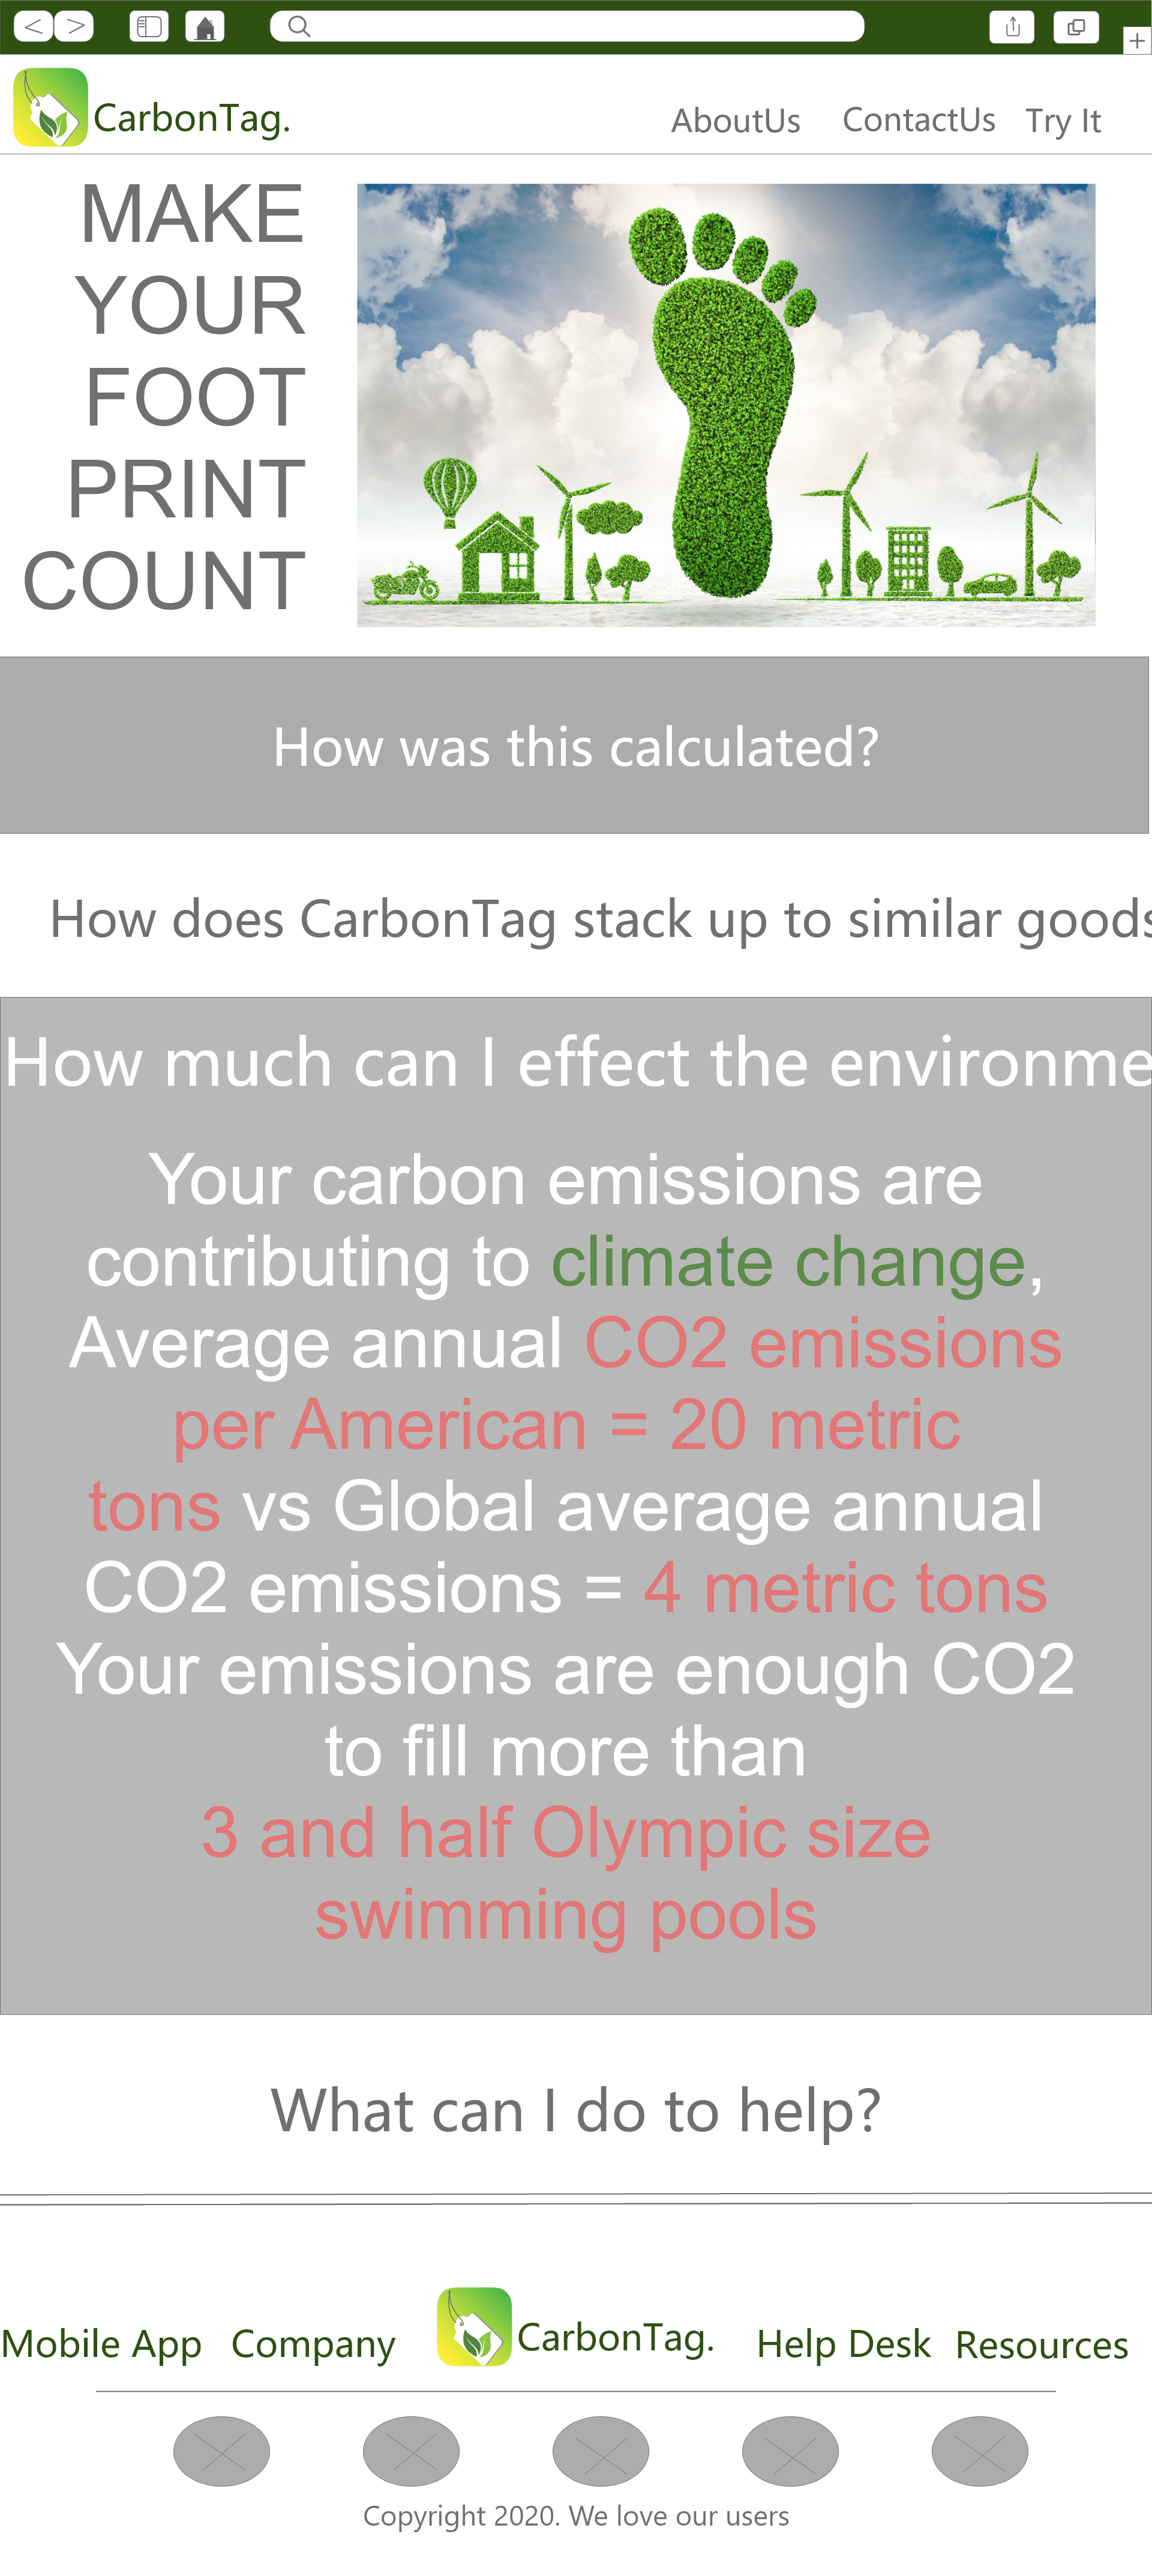 CarbonTag.
AboutUs ContactUs Try It
MAKE
YOUR
FOOT
PRINT
COUNT
How was this calculated?
How does CarbonTag stack up to similar goods
How much can I effect the environme
Your carbon emissions are
contributing to climate change,
Average annual CO2 emissions
per American = 20 metric
tons vs Global average annual
CO2 emissions = 4 metric tons
Your emissions are enough CO2
to fill more than
3 and half Olympic size
swimming pools
What can I do to help?
Mobile App Company CarbonTag. Help Desk Resources
Copyright 2020. We love our users